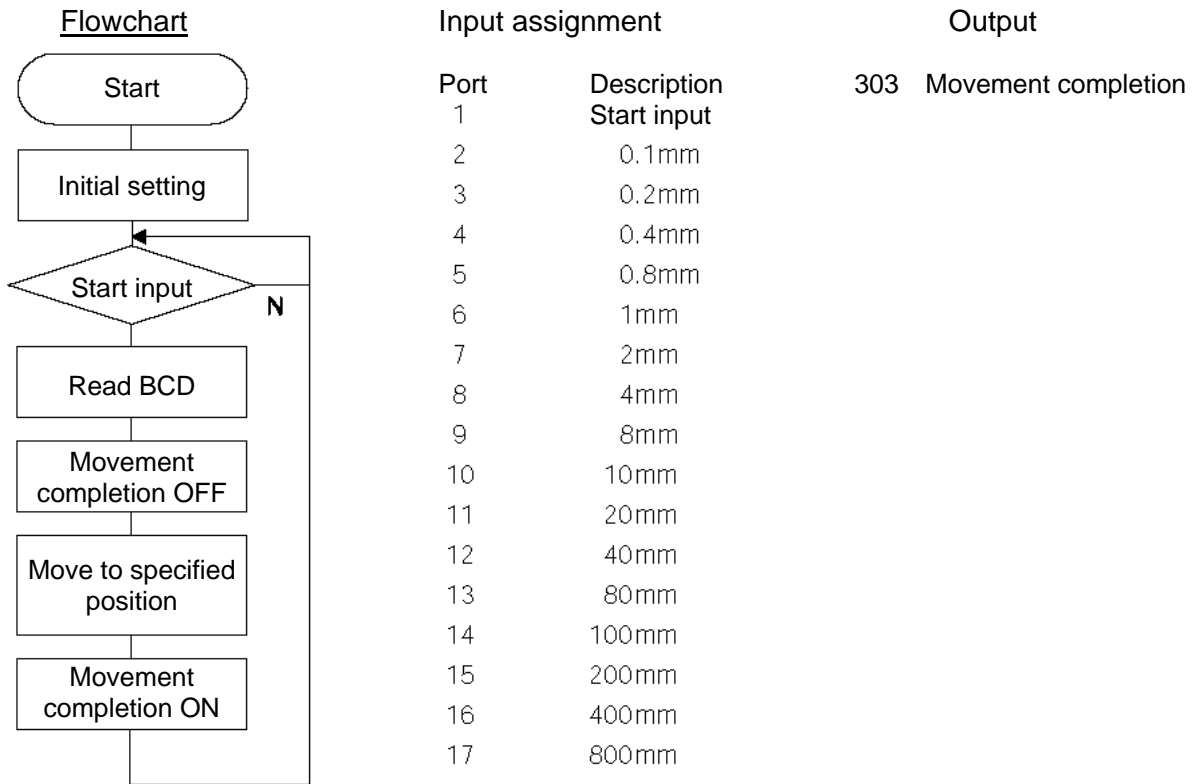 Flowchart
Start
Initial setting
Start input
N
Read BCD
Movement
completion OFF
Move to specified
position
Movement
completion ON
Input assignment
Port Description
1 Start input
2 0.1mm
3 0.2mm
4 0.4mm
5 0.8mm
6 1mm
7 2mm
8 4mm
9 8mm
10 10mm
11 20mm
12 40mm
13 80mm
14 100mm
15 200mm
16 400mm
17 800mm
Output
303 Movement completion